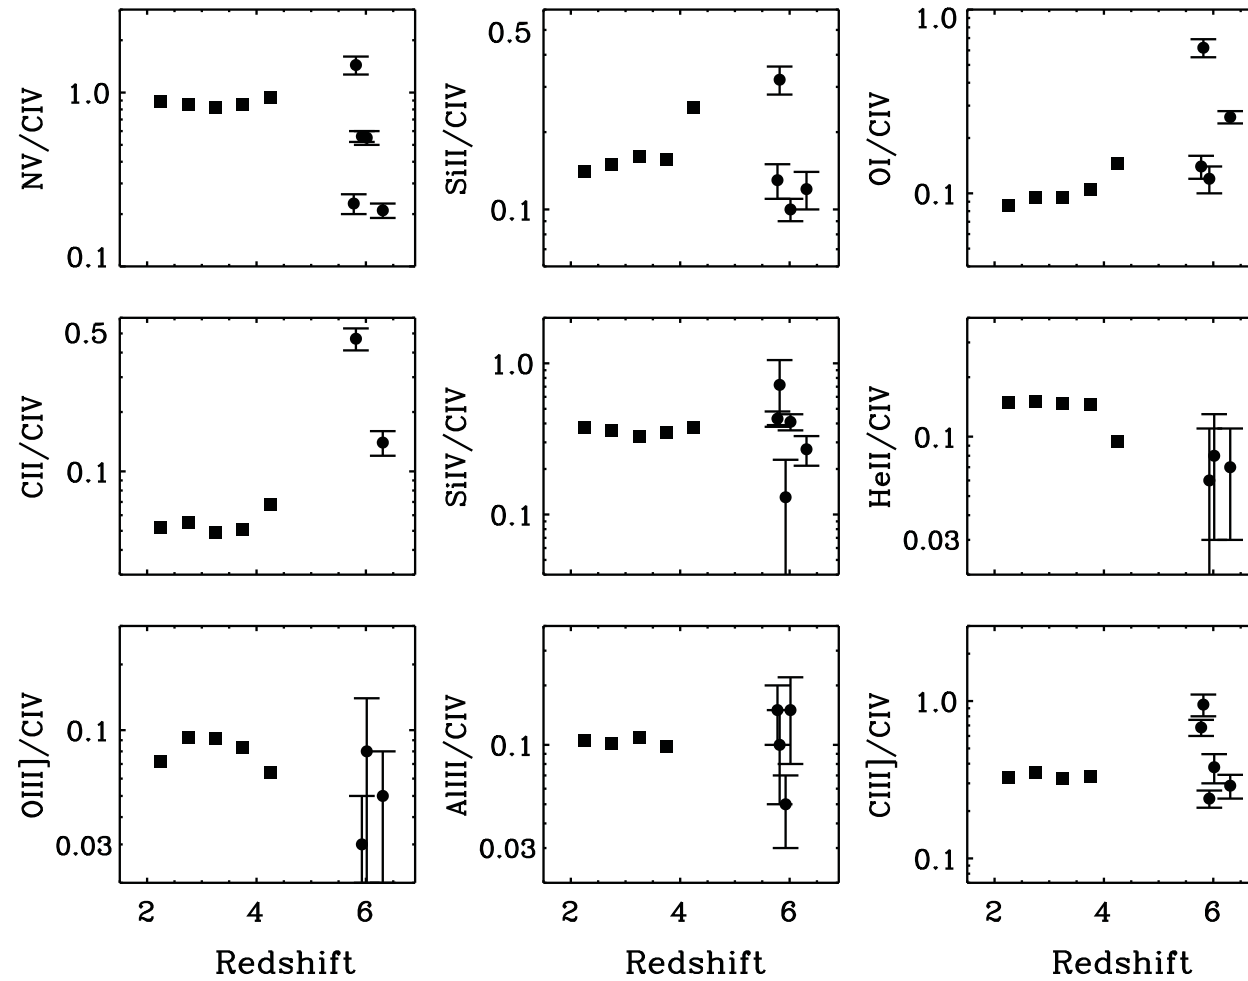 NV/CIV
1.0
0.1
SiII/CIV
0.5
0.1
OI/CIV
1.0
0.1
CII/CIV
0.5
0.1
SiIV/CIV
1.0
0.1
HeII/CIV
0.1
0.03
OIII]/CIV
0.1
0.03
AlIII/CIV
0.1
0.03
CIII]/CIV
1.0
0.1
2 4 6
2 4 6
2 4 6
Redshift
Redshift
Redshift